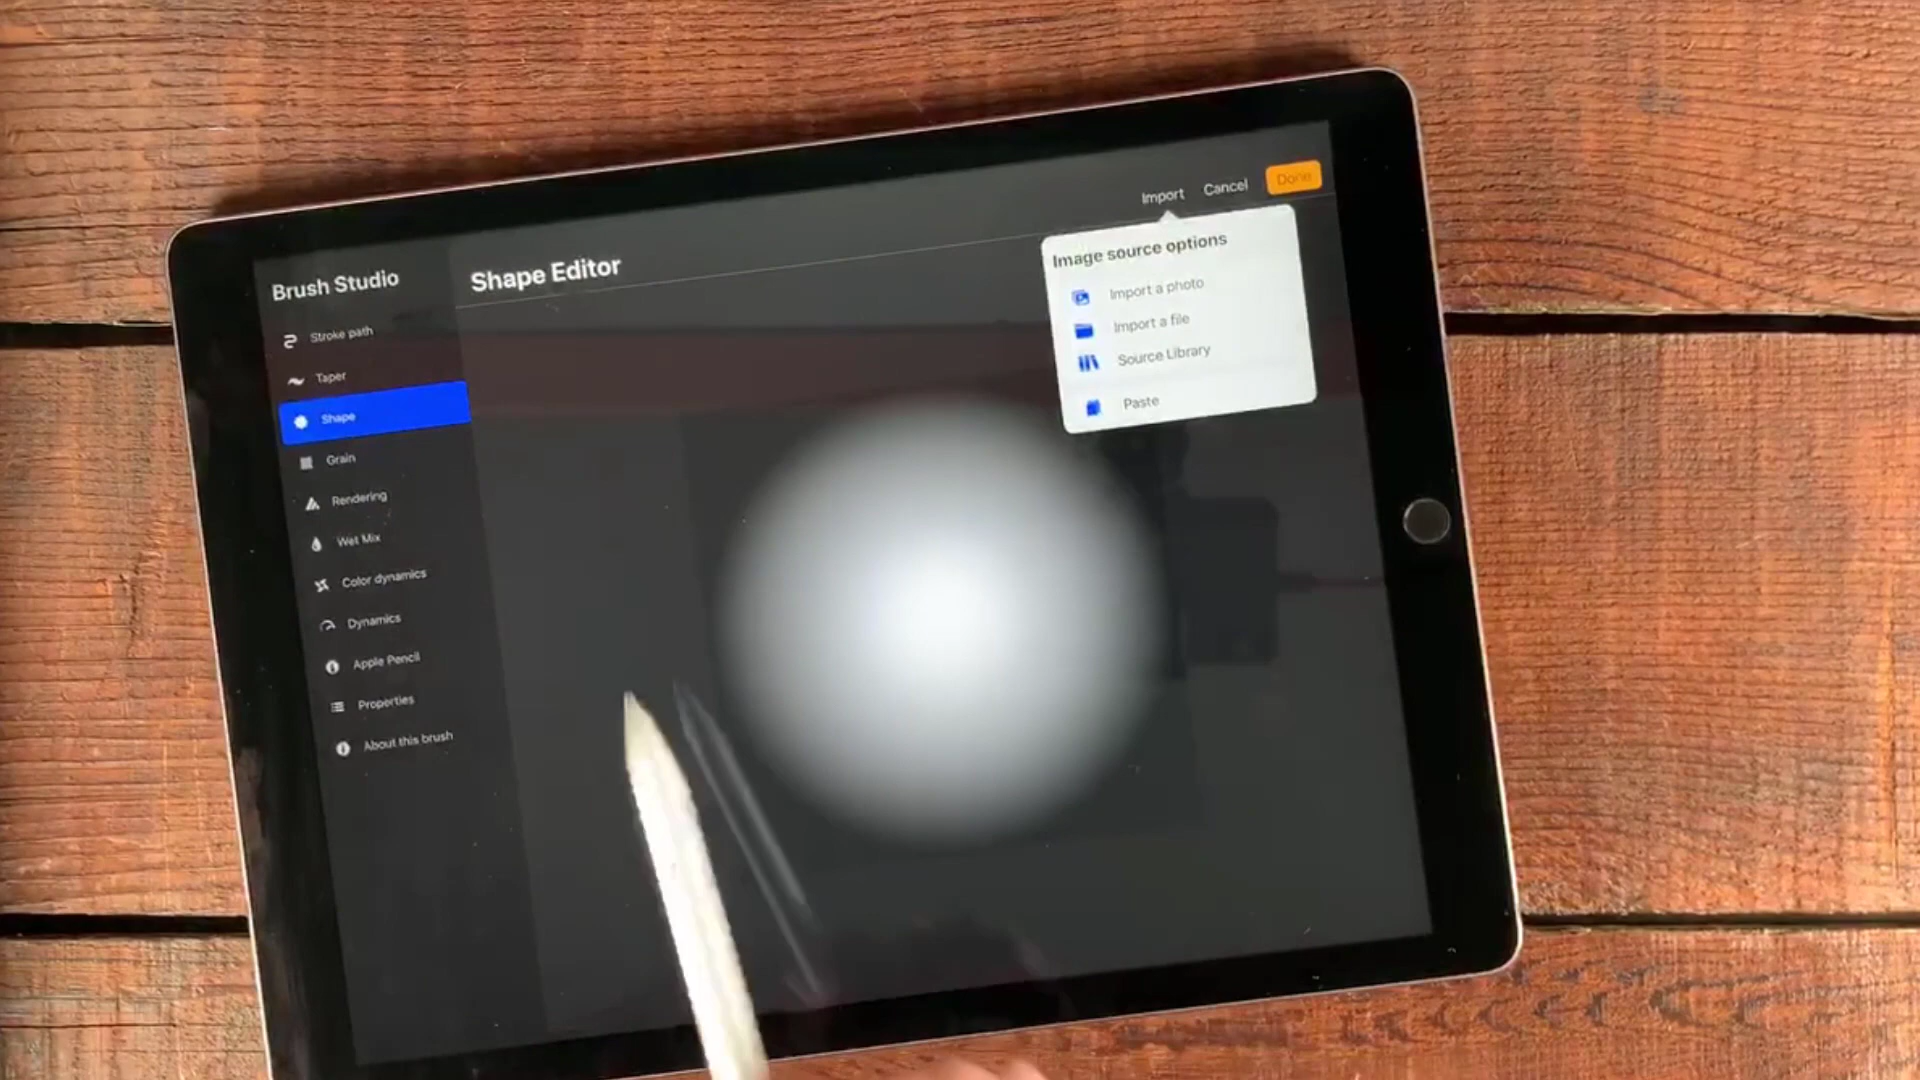 Import
Cancel
Done
Brush Studio
Shape Editor
Image source options
Import a photo
Import a file
Source Library
Paste
Stroke path
Taper
Shape
Grain
Rendering
Wet Mix
Color dynamics
Dynamics
Apple Pencil
Properties
About this brush